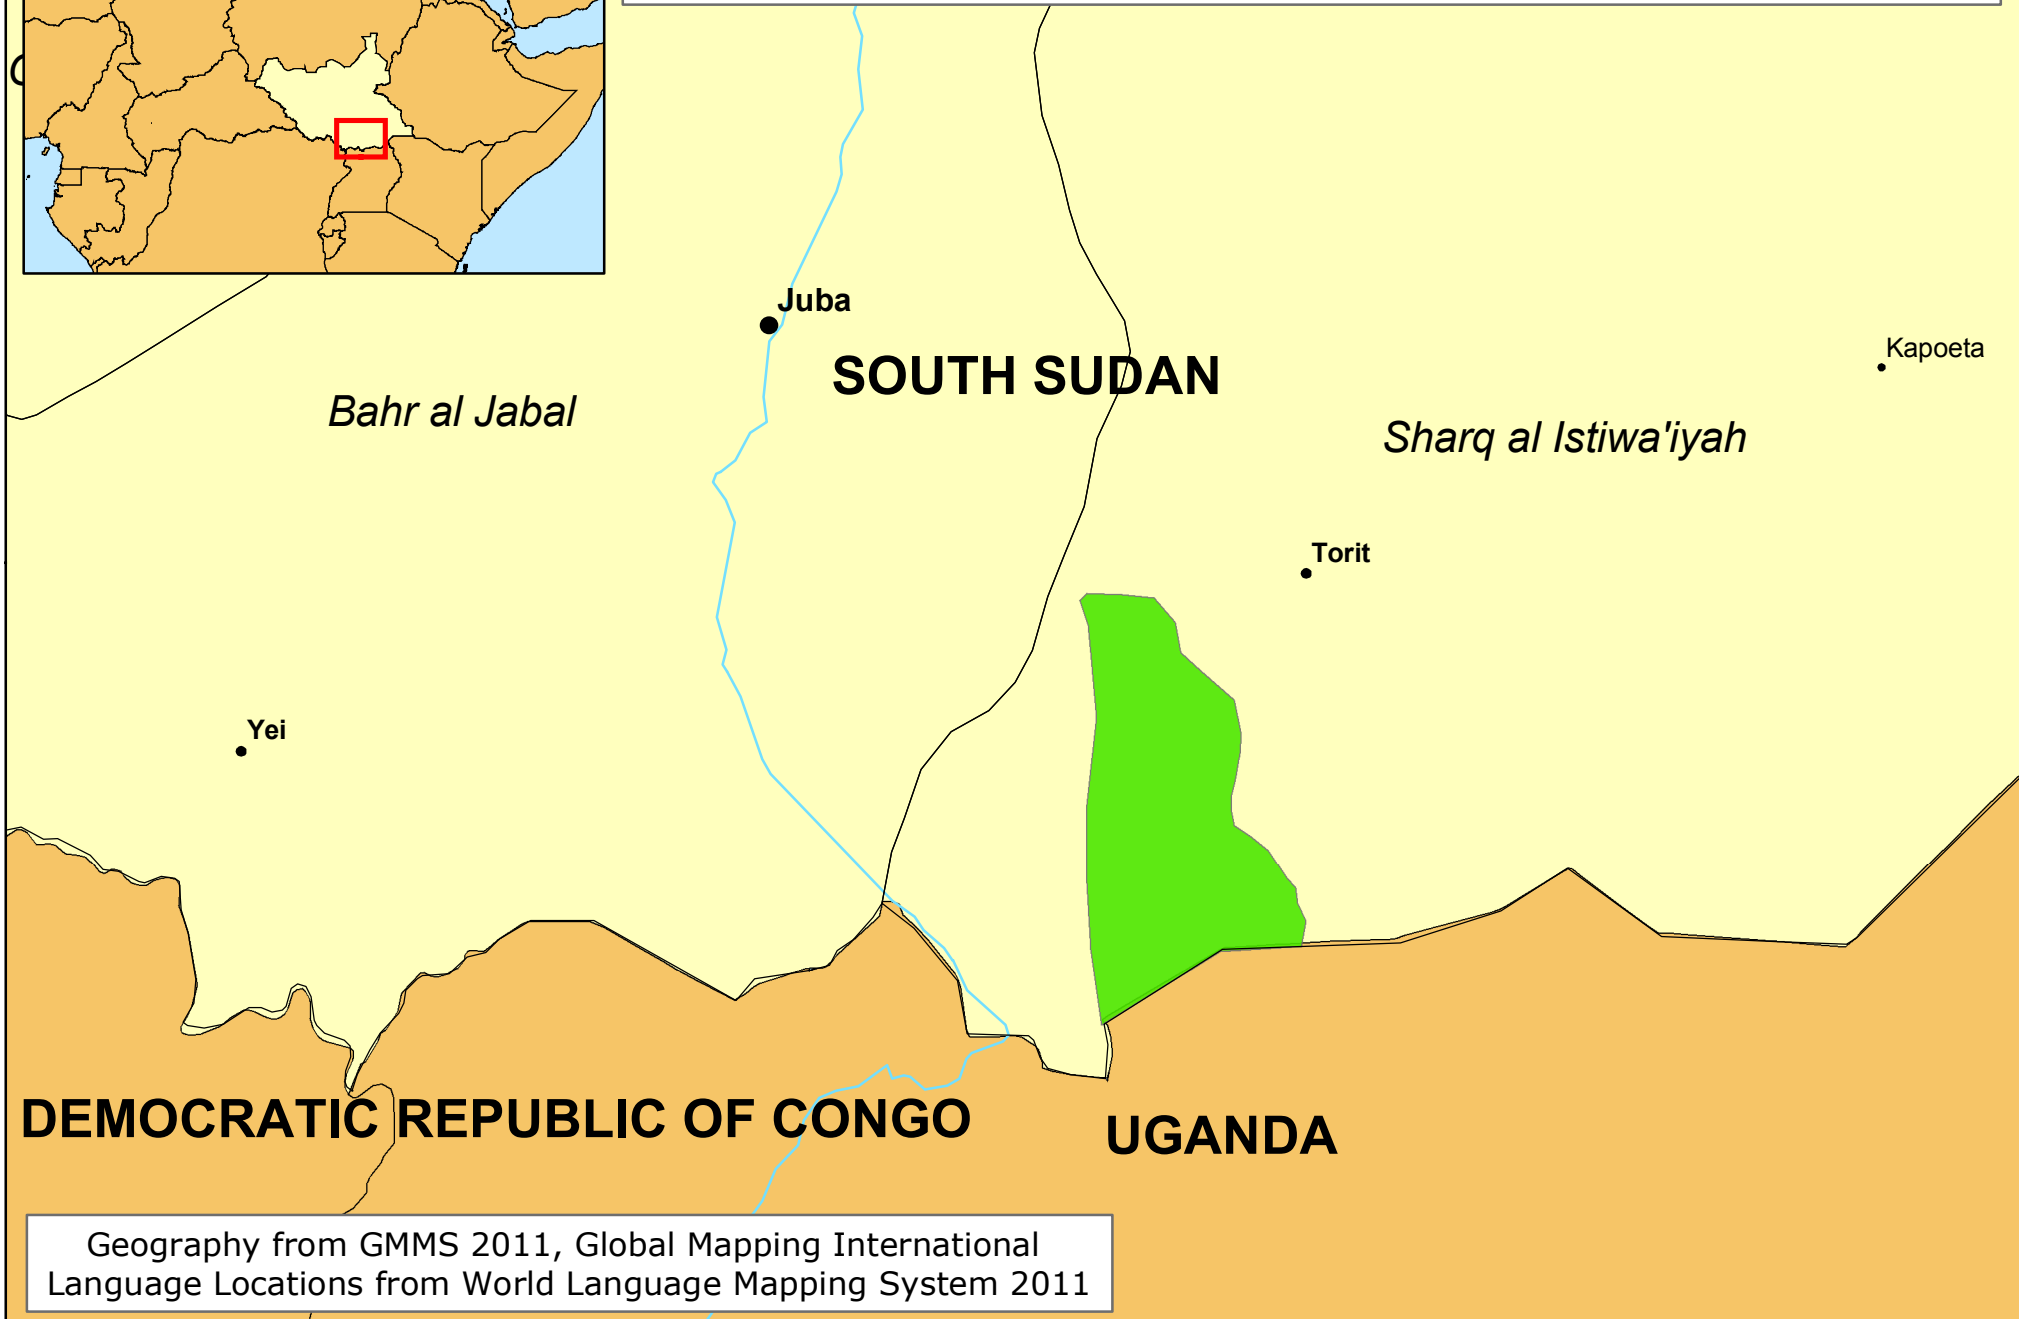 Juba
SOUTH SUDAN
Kapoeta
Bahr al Jabal
Sharq al Istiwa'iyah
Torit
Yei
DEMOCRATIC REPUBLIC OF CONGO
UGANDA
Geography from GMMS 2011, Global Mapping International
Language Locations from World Language Mapping System 2011